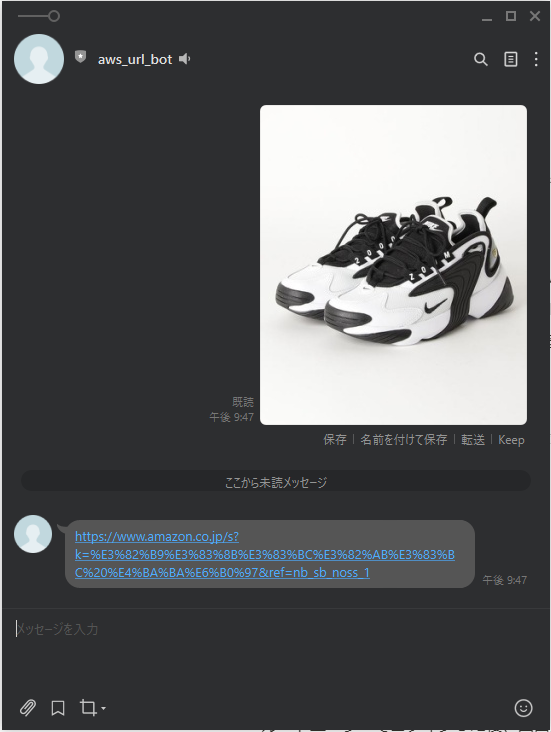 aws_url_bot
2000
ZOOM
既読
午後 9:47
保存 | 名前を付けて保存 | 転送 | Keep
ここから未読メッセージ
https://www.amazon.co.jp/s?
k=%E3%82%B9%E3%83%8B%E3%83%BC%E3%82%AB%E3%83%B
C%20%E4%BA%BA%E6%B0%97&ref=nb_sb_noss_1
午後 9:47
メッセージを入力